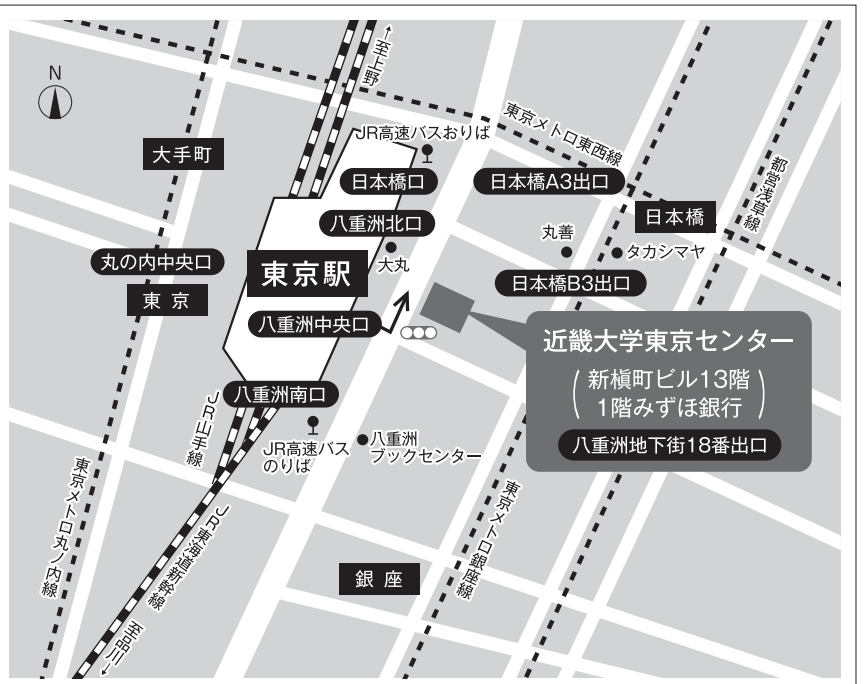 N
←至上野
JR高速バスおりば
東京メトロ東西線
大手町
日本橋口
日本橋A3出口
都営浅草線
八重洲北口
日本橋
丸善
タカシマヤ
大丸
丸の内中央口
東京駅
東京
日本橋B3出口
八重洲中央口
近畿大学東京センター
(新槇町ビル13階
1階みずほ銀行)
八重洲地下街18番出口
八重洲南口
JR山手線
JR高速バス
のりば
八重洲
ブックセンター
東京メトロ丸ノ内線
JR東海道新幹線
東京メトロ銀座線
銀座
至品川→